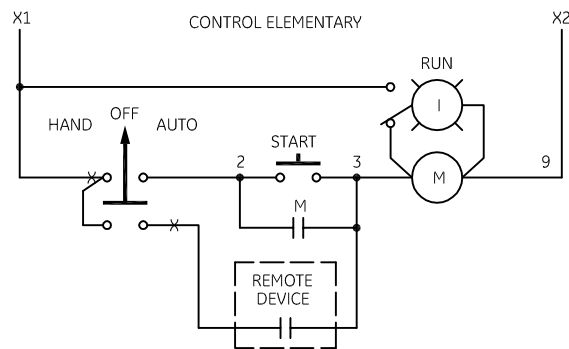 X1 CONTROL ELEMENTARY X2
RUN
I
HAND OFF AUTO
START
2 3 9
M
M
REMOTE
DEVICE